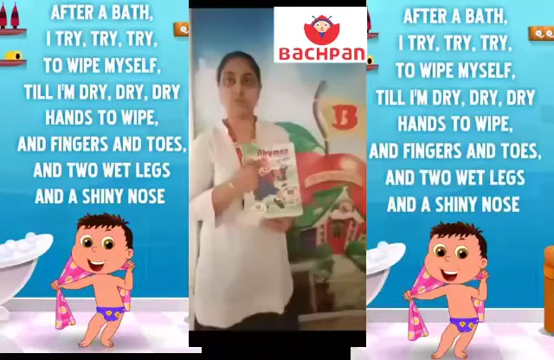 AFTER A BATH,
I TRY, TRY, TRY,
TO WIPE MYSELF,
TILL I'M DRY, DRY, DRY
HANDS TO WIPE,
AND FINGERS AND TOES,
AND TWO WET LEGS
AND A SHINY NOSE
BACHPAN
B
Rhymes
AFTER A BATH,
I TRY, TRY, TRY,
TO WIPE MYSELF,
TILL I'M DRY, DRY, DRY
HANDS TO WIPE,
AND FINGERS AND TOES,
AND TWO WET LEGS
AND A SHINY NOSE